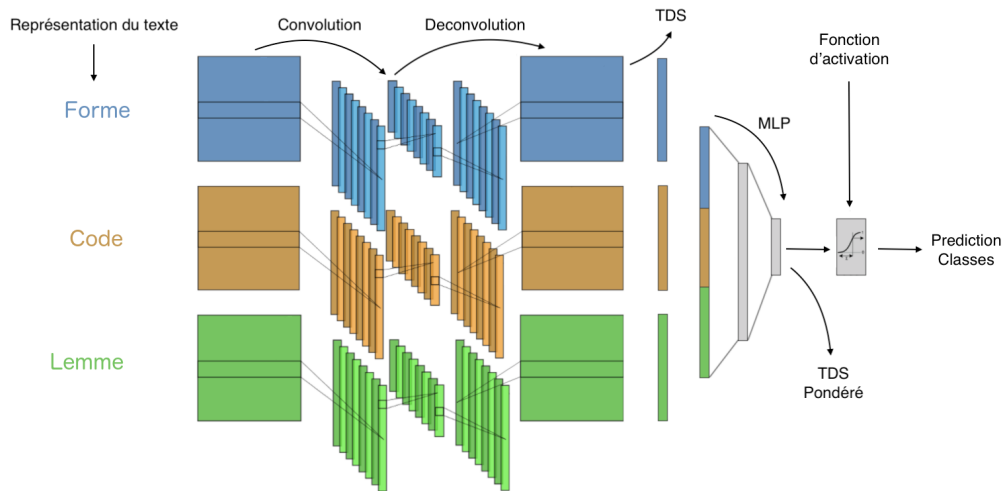 Représentation du texte
Convolution
Deconvolution
TDS
Fonction
d'activation
Forme
MLP
Code
Prediction
Classes
Lemme
TDS
Pondéré